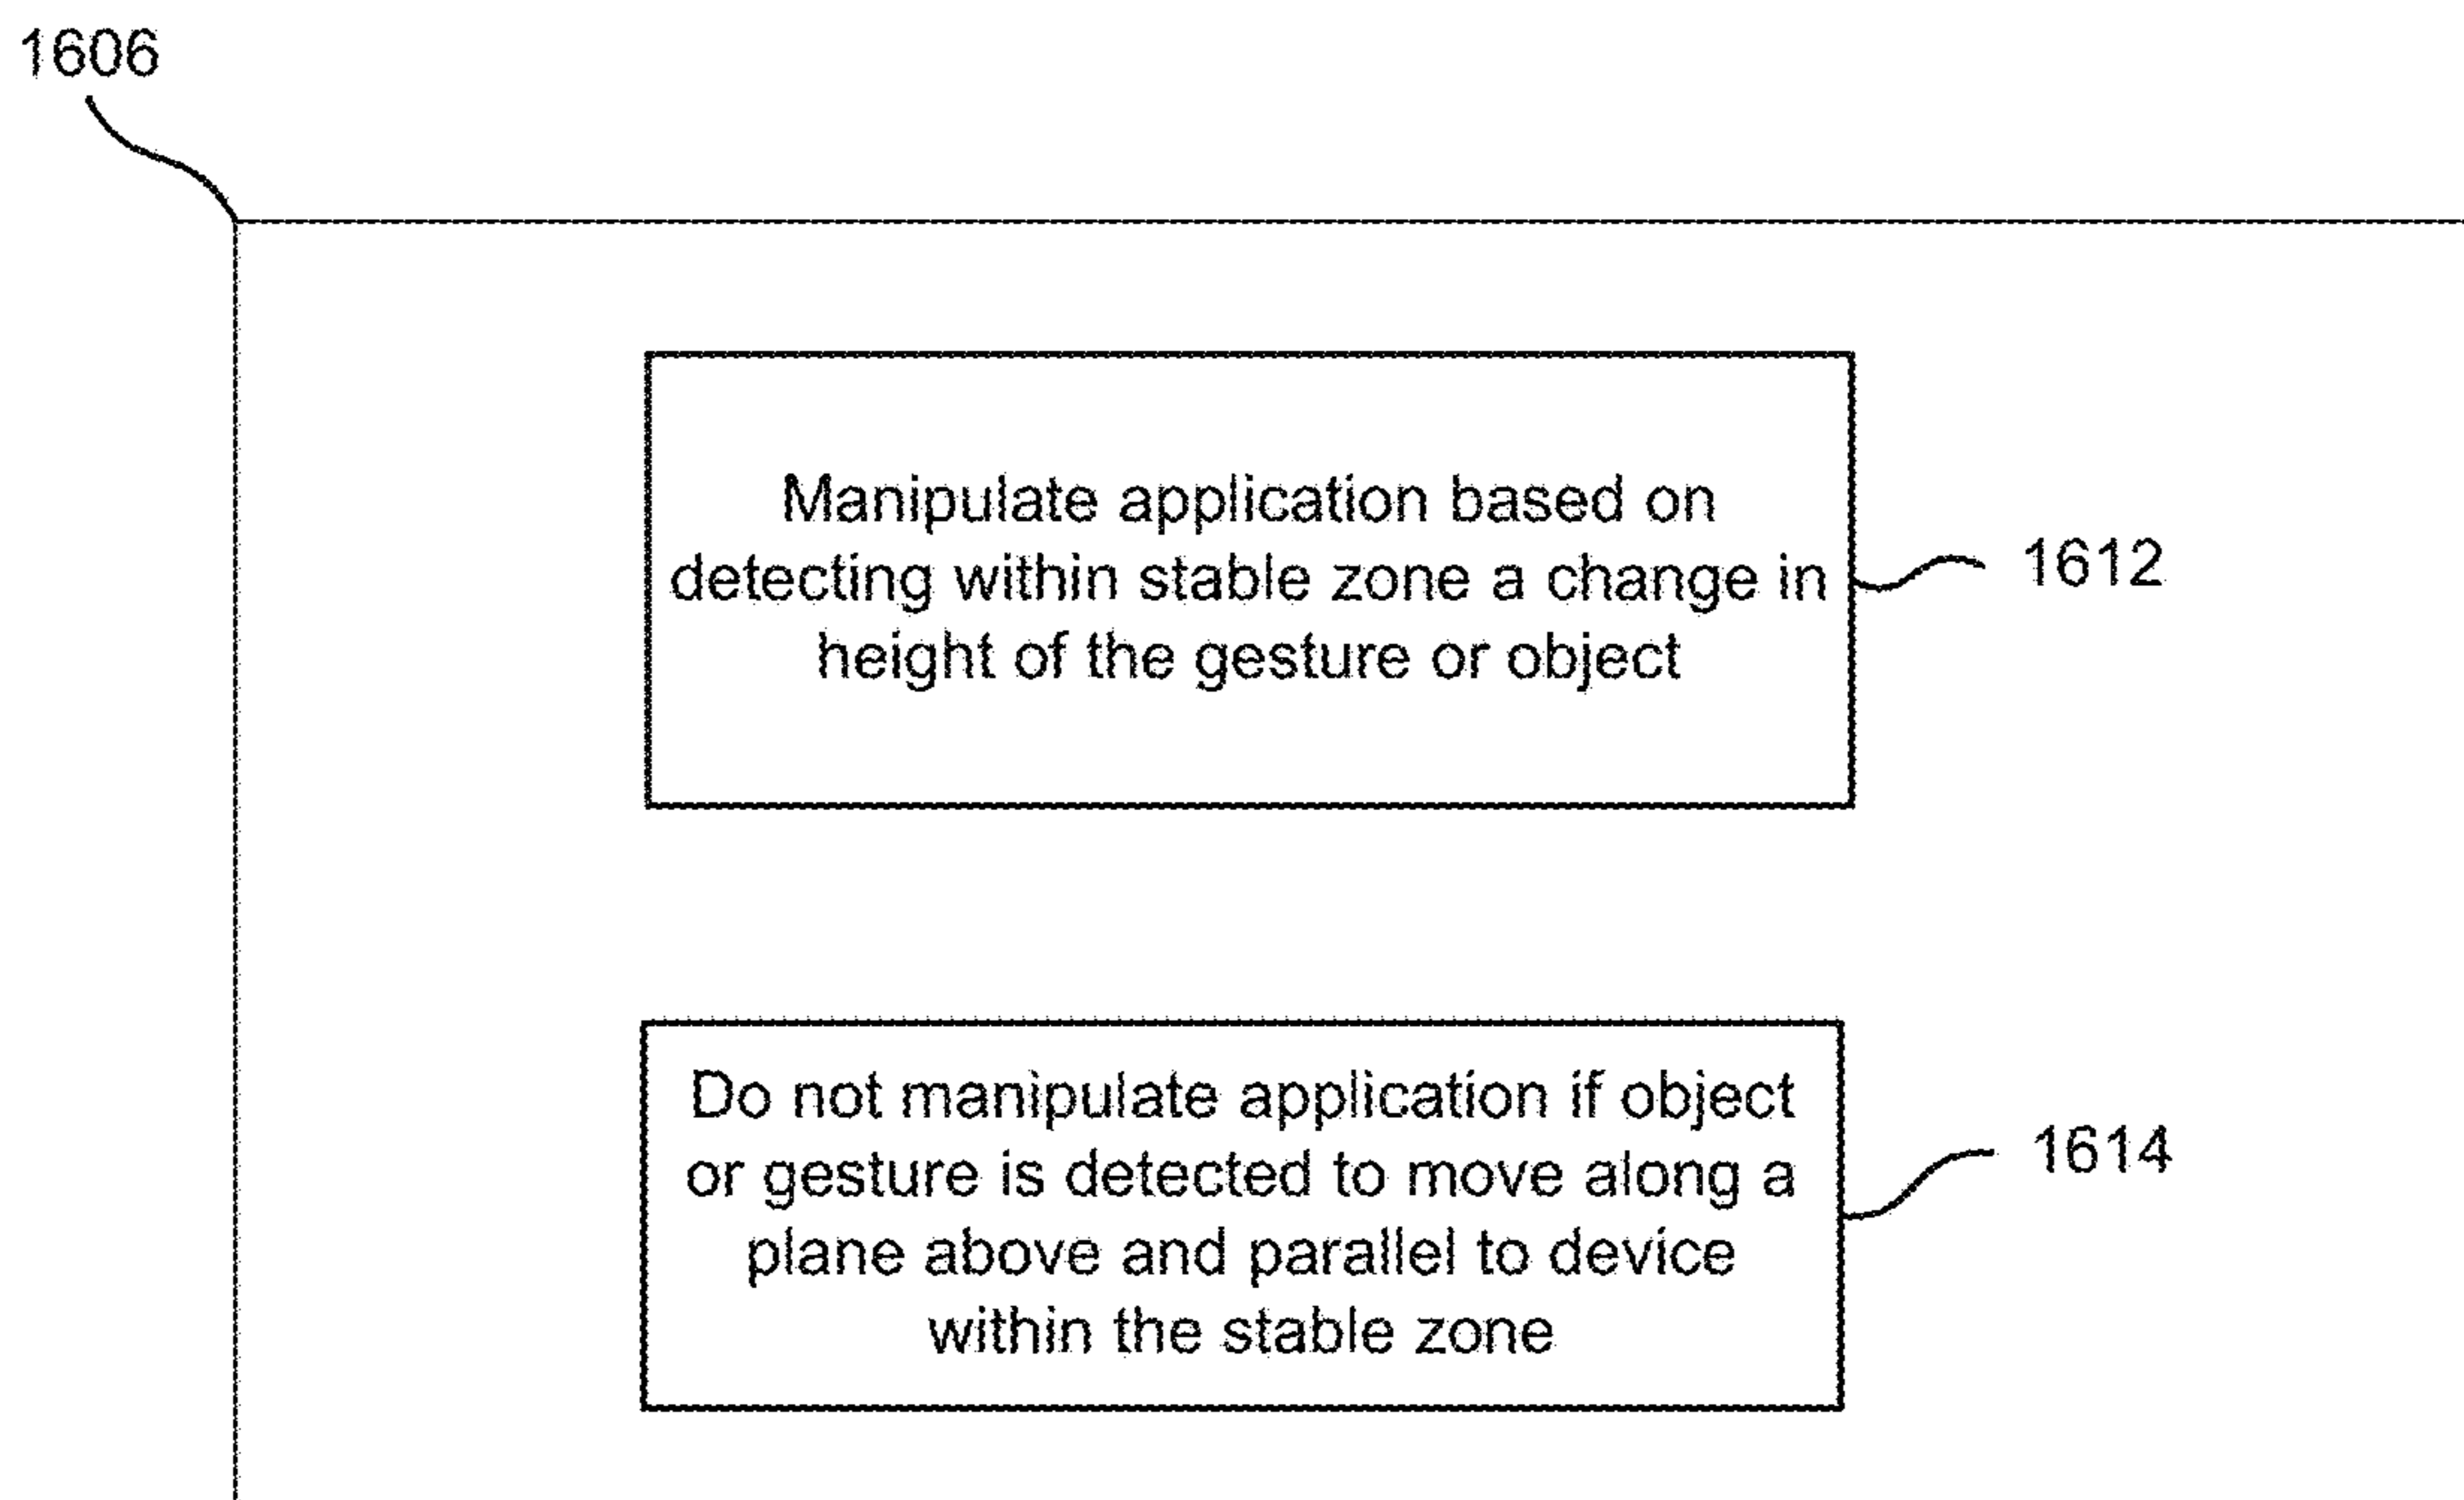 1606
Manipulate application based on
detecting within stable zone a change in
height of the gesture or object
1612
Do not manipulate application if object
or gesture is detected to move along a
plane above and parallel to device
within the stable zone
1614